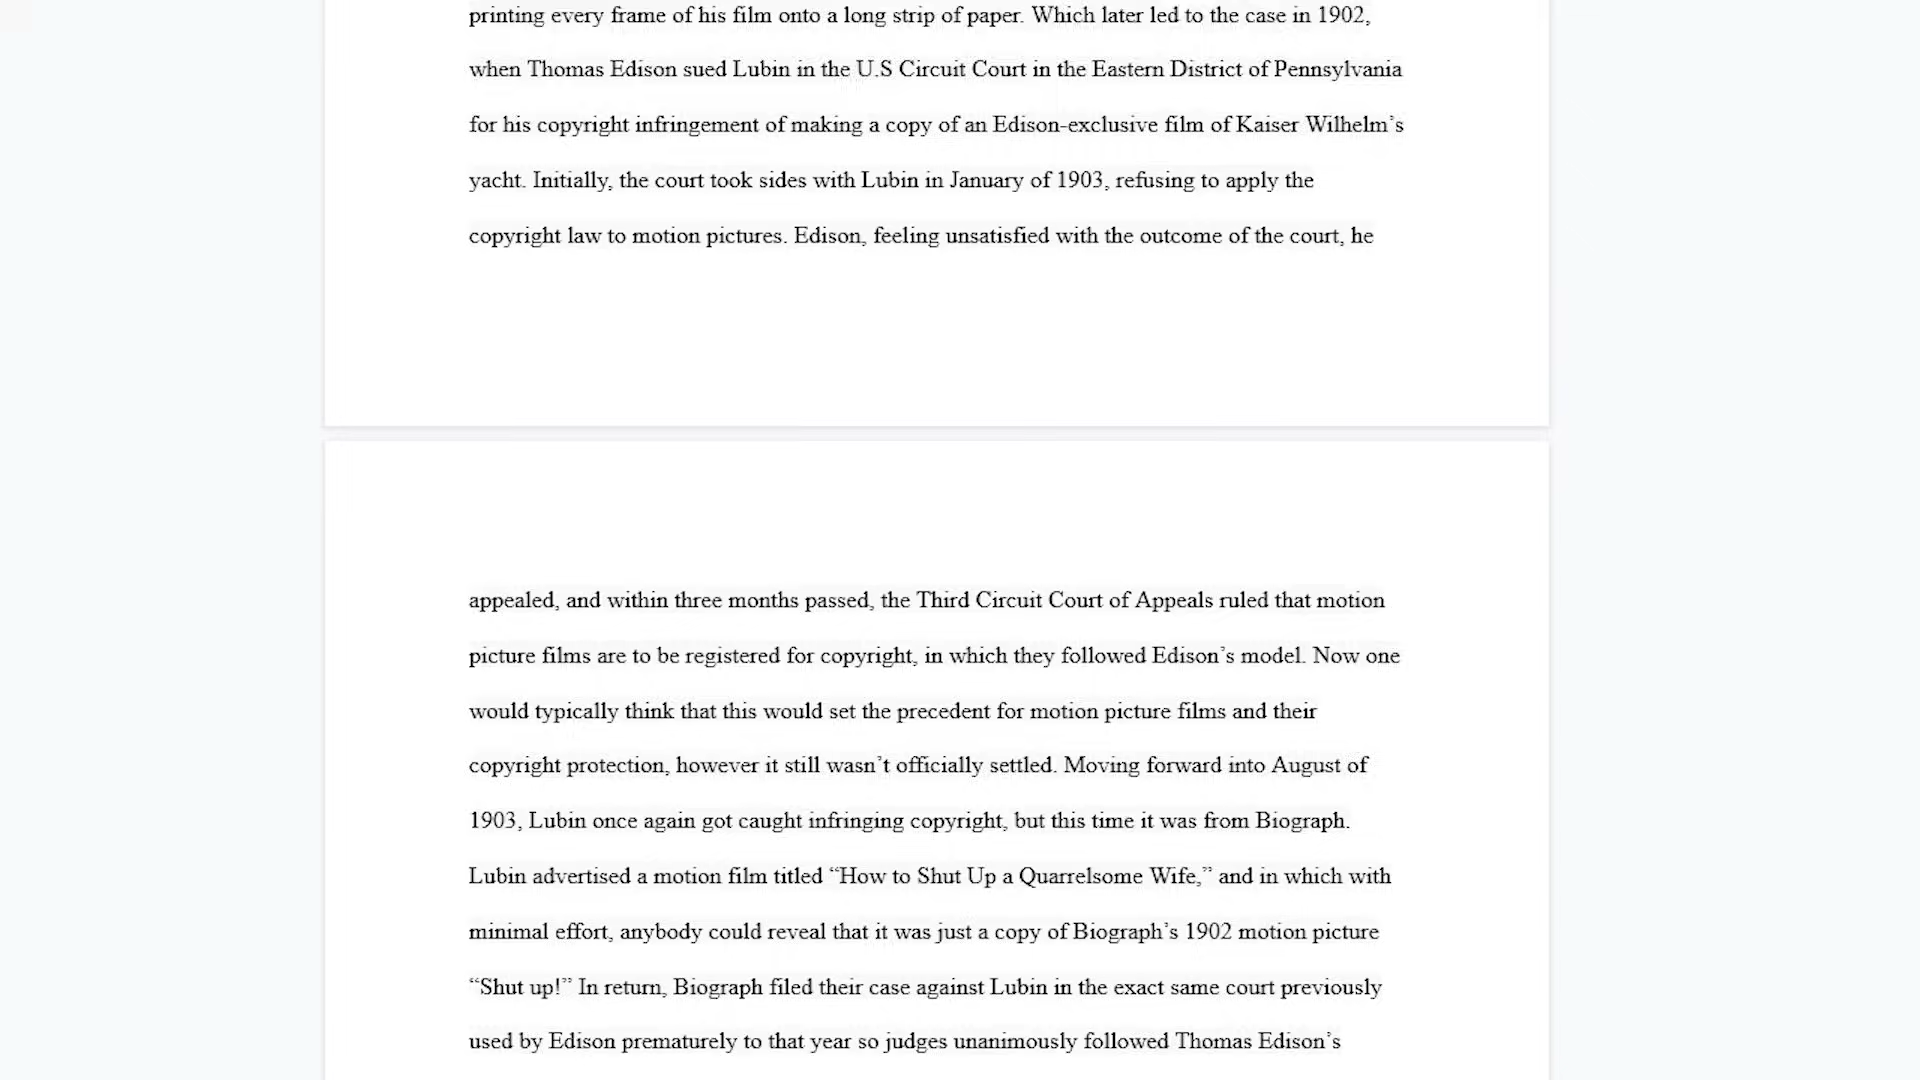 printing every frame of his film onto a long strip of paper. Which later led to the case in 1902,
when Thomas Edison sued Lubin in the U.S Circuit Court in the Eastern District of Pennsylvania
for his copyright infringement of making a copy of an Edison-exclusive film of Kaiser Wilhelm’s
yacht. Initially, the court took sides with Lubin in January of 1903, refusing to apply the
copyright law to motion pictures. Edison, feeling unsatisfied with the outcome of the court, he
appealed, and within three months passed, the Third Circuit Court of Appeals ruled that motion
picture films are to be registered for copyright, in which they followed Edison’s model. Now one
would typically think that this would set the precedent for motion picture films and their
copyright protection, however it still wasn’t officially settled. Moving forward into August of
1903, Lubin once again got caught infringing copyright, but this time it was from Biograph.
Lubin advertised a motion film titled “How to Shut Up a Quarrelsome Wife,” and in which with
minimal effort, anybody could reveal that it was just a copy of Biograph’s 1902 motion picture
“Shut up!” In return, Biograph filed their case against Lubin in the exact same court previously
used by Edison prematurely to that year so judges unanimously followed Thomas Edison’s